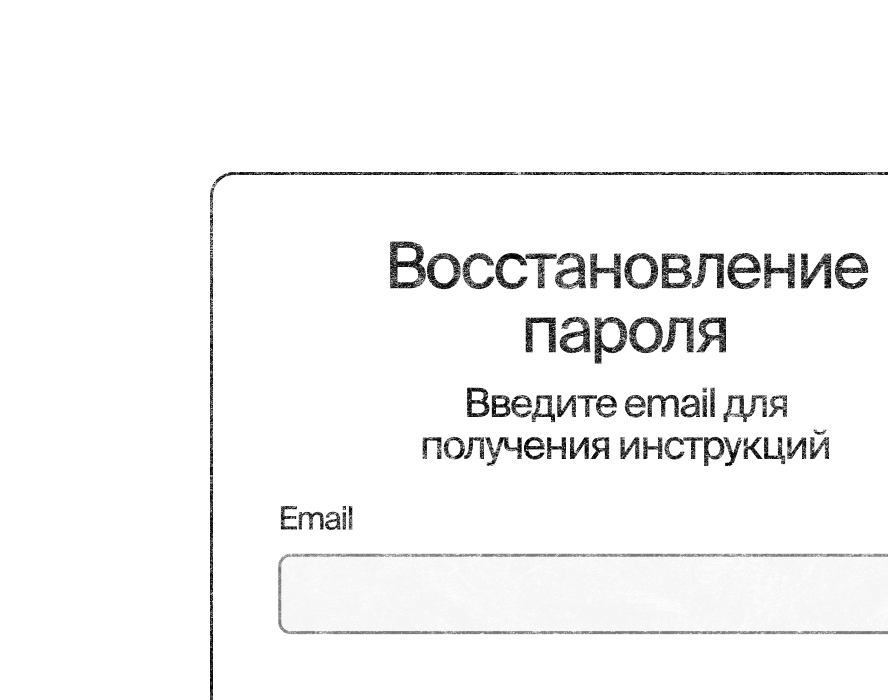 Восстановление
пароля
Введите email для
получения инструкций
Email